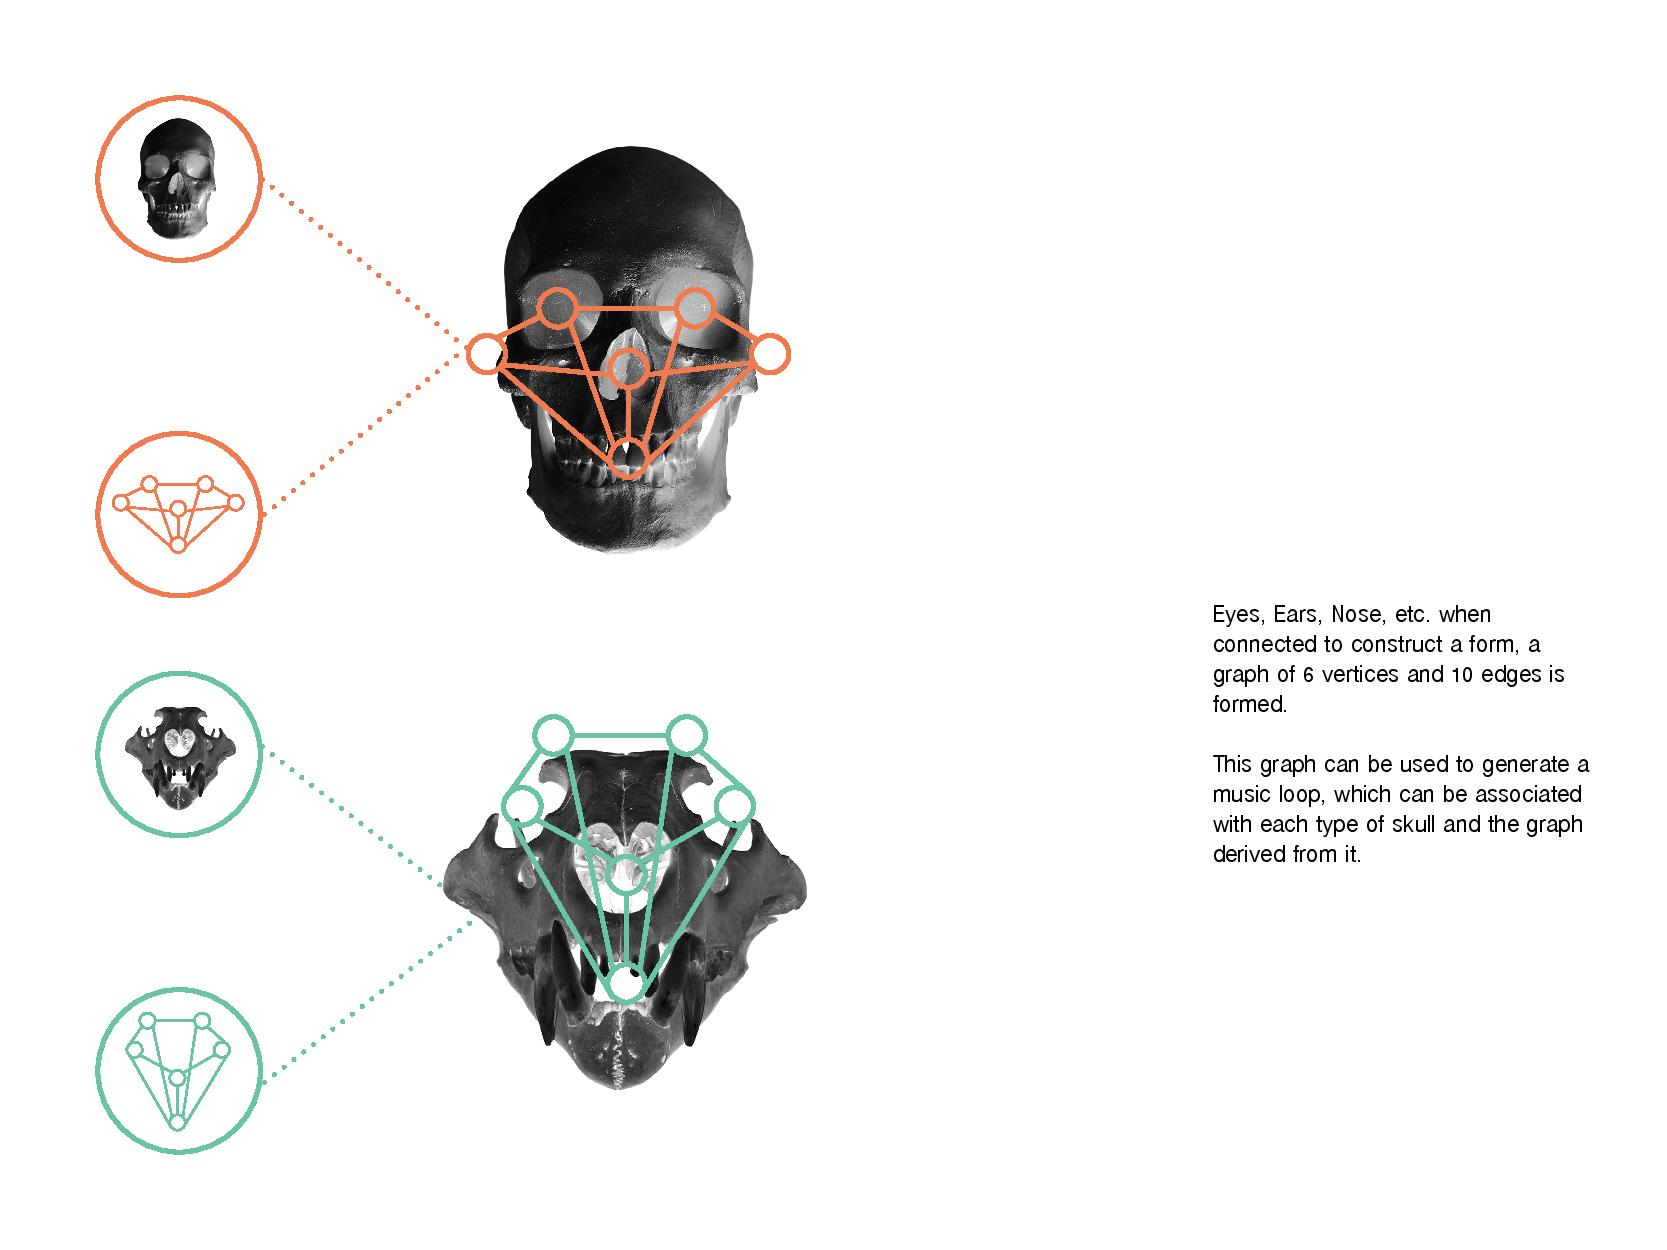 Eyes, Ears, Nose, etc. when
connected to construct a form, a
graph of 6 vertices and 10 edges is
formed.
This graph can be used to generate a
music loop, which can be associated
with each type of skull and the graph
derived from it.